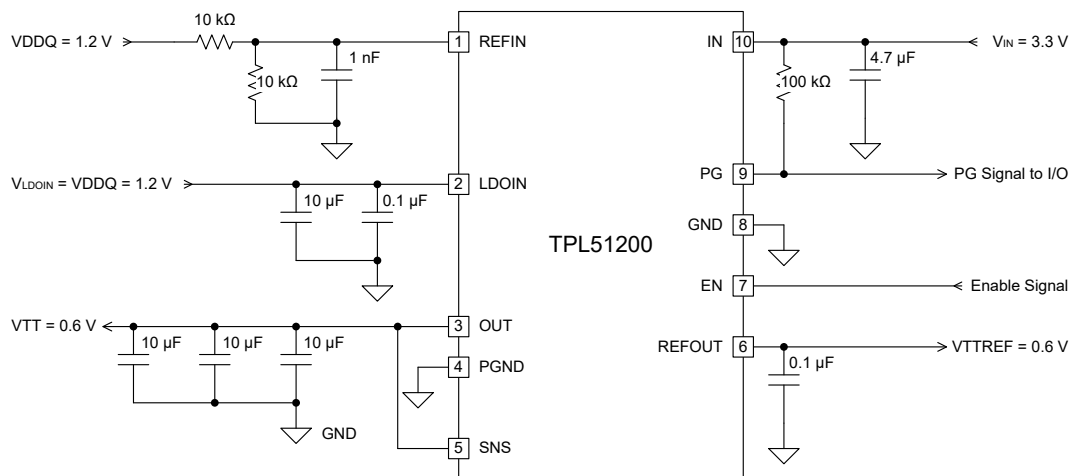 10 kΩ
VDDQ = 1.2 V
1
REFIN
IN
10
VIN = 3.3 V
1 nF
10 kΩ
100 kΩ
4.7 µF
VLDOIN = VDDQ = 1.2 V
2
LDOIN
PG
9
PG Signal to I/O
10 µF
0.1 µF
GND
8
TPL51200
EN
7
Enable Signal
VTT = 0.6 V
3
OUT
10 µF
10 µF
10 µF
REFOUT
6
VTTREF = 0.6 V
4
PGND
0.1 µF
GND
5
SNS